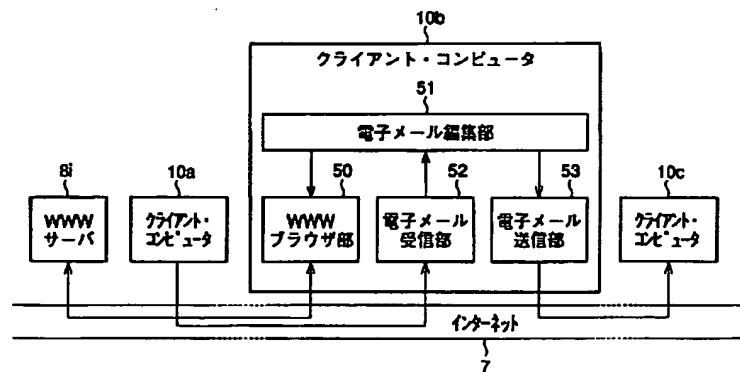 10b
クライアント・コンピュータ
51
電子メール編集部
8i
10a
50
52
53
10c
WWW
サーバ
クライアント・
コンピュータ
WWW
ブラウザ部
電子メール
受信部
電子メール
送信部
クライアント・
コンピュータ
インターネット
7